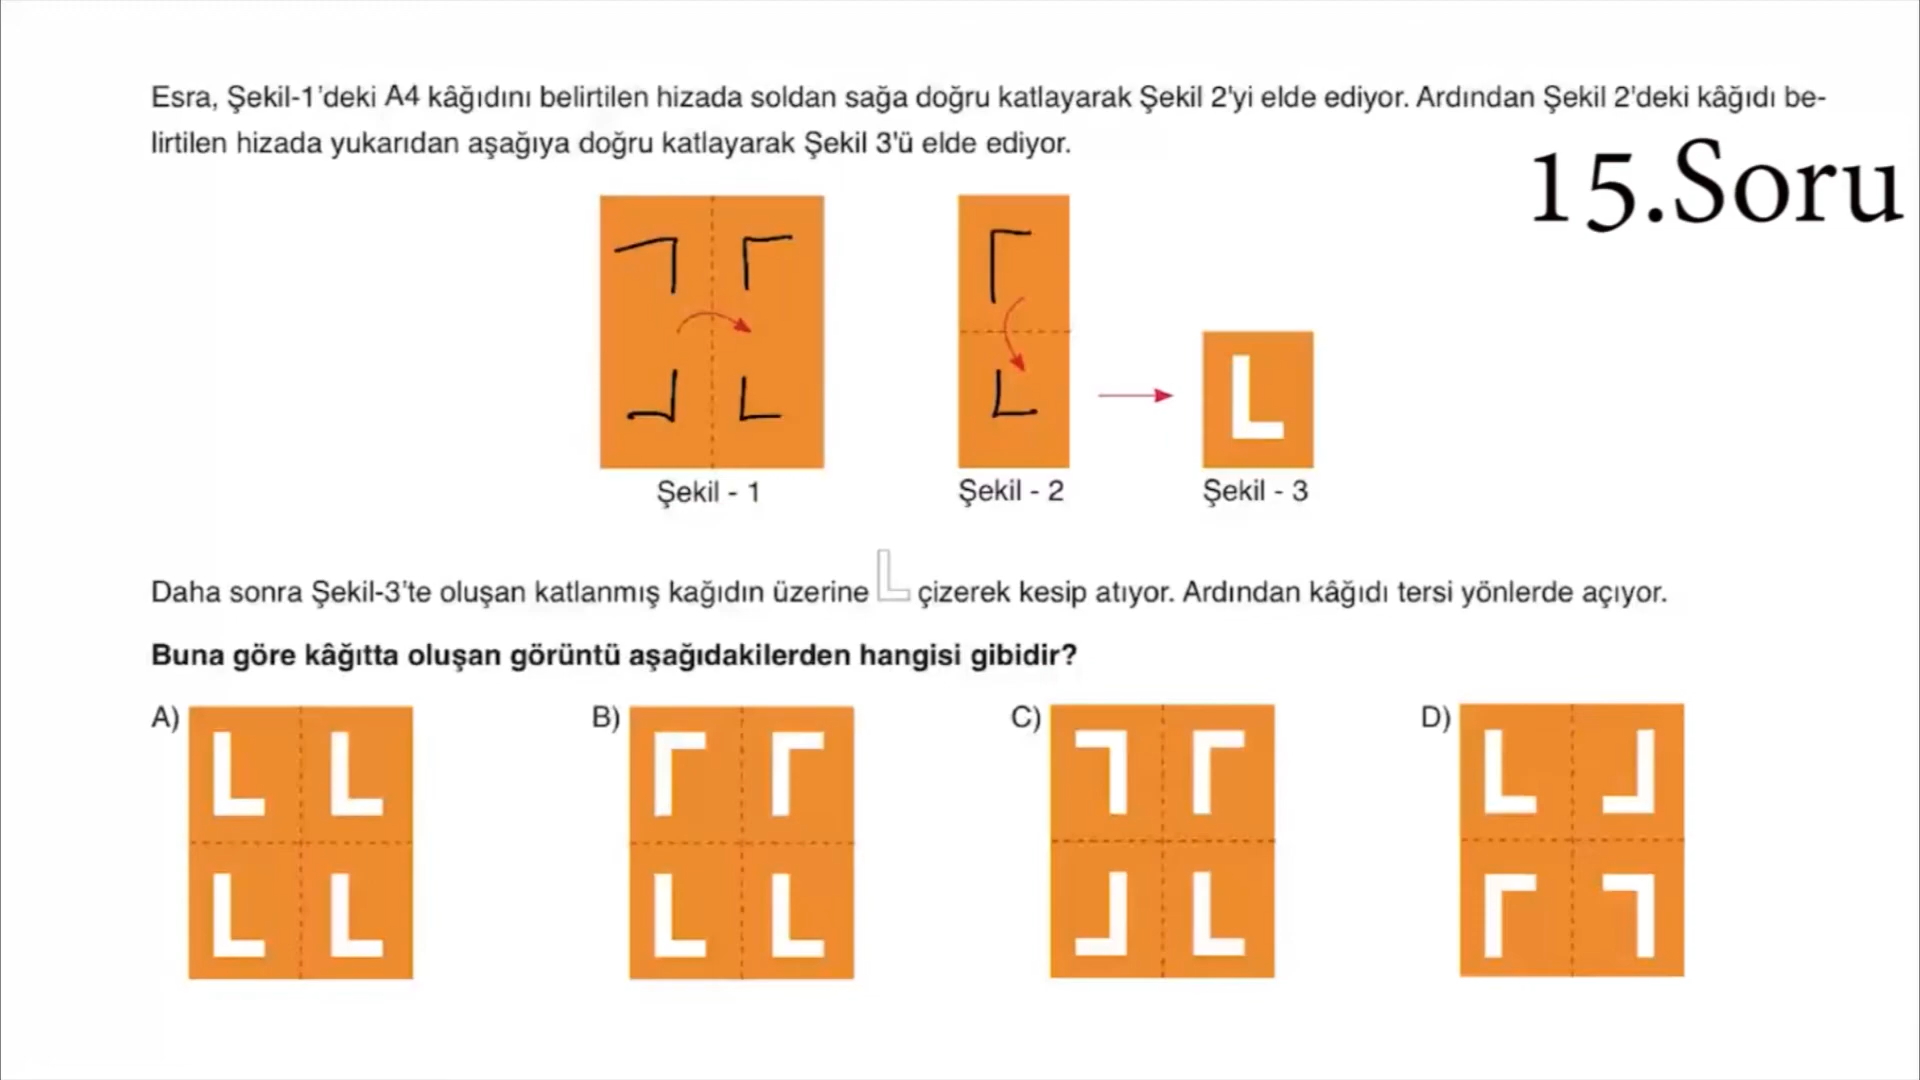 Esra, Şekil-1'deki A4 kâğıdını belirtilen hizada soldan sağa doğru katlayarak Şekil 2'yi elde ediyor. Ardından Şekil 2'deki kâğıdı be-
lirtilen hizada yukarıdan aşağıya doğru katlayarak Şekil 3'ü elde ediyor.
15.Soru
L
Şekil - 1
Şekil - 2
Şekil - 3
Daha sonra Şekil-3'te oluşan katlanmış kağıdın üzerine L çizerek kesip atıyor. Ardından kâğıdı tersi yönlerde açıyor.
Buna göre kâğıtta oluşan görüntü aşağıdakilerden hangisi gibidir?
A)
B)
C)
D)